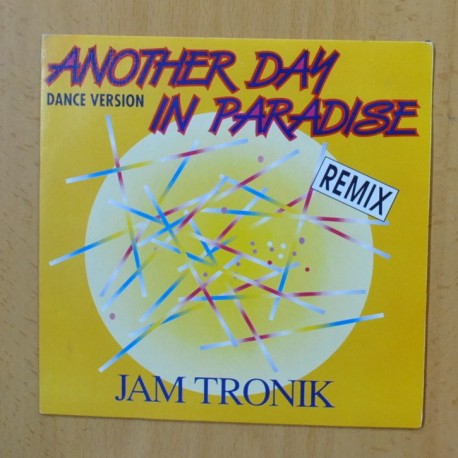 ANOTHER DAY
DANCE VERSION
IN PARADISE
REMIX
JAM TRONIK